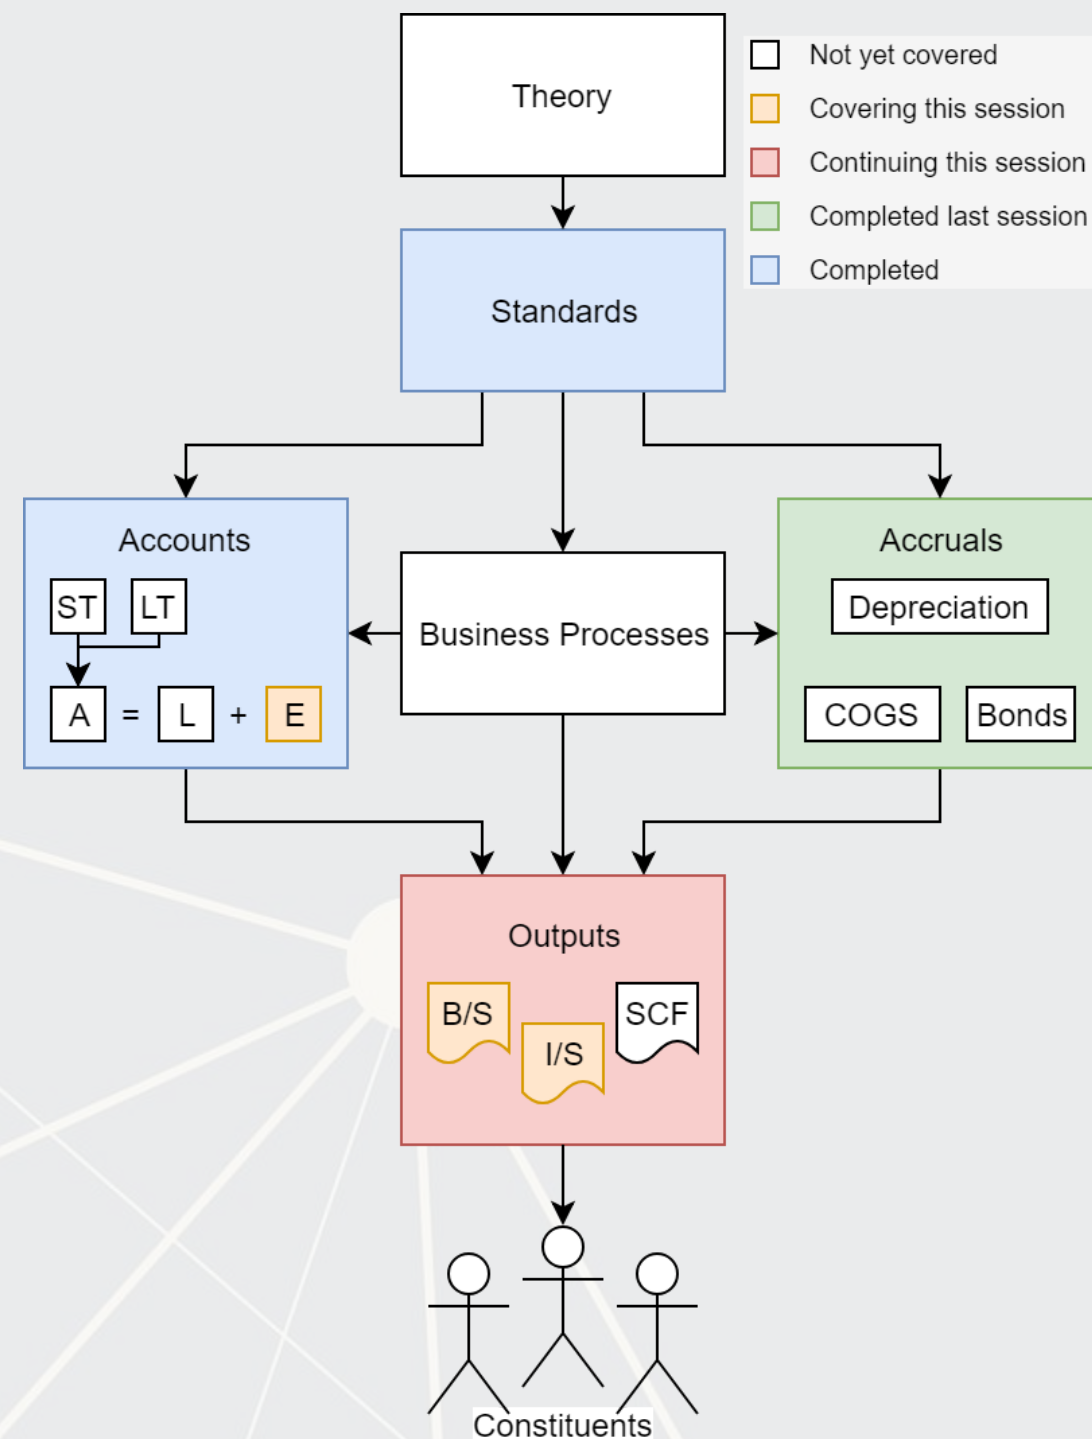 Theory
Not yet covered
Covering this session
Continuing this session
Completed last session
Completed
Standards
Accounts
ST LT
A = L + E
Business Processes
Accruals
Depreciation
COGS Bonds
Outputs
B/S
I/S
SCF
Constituents